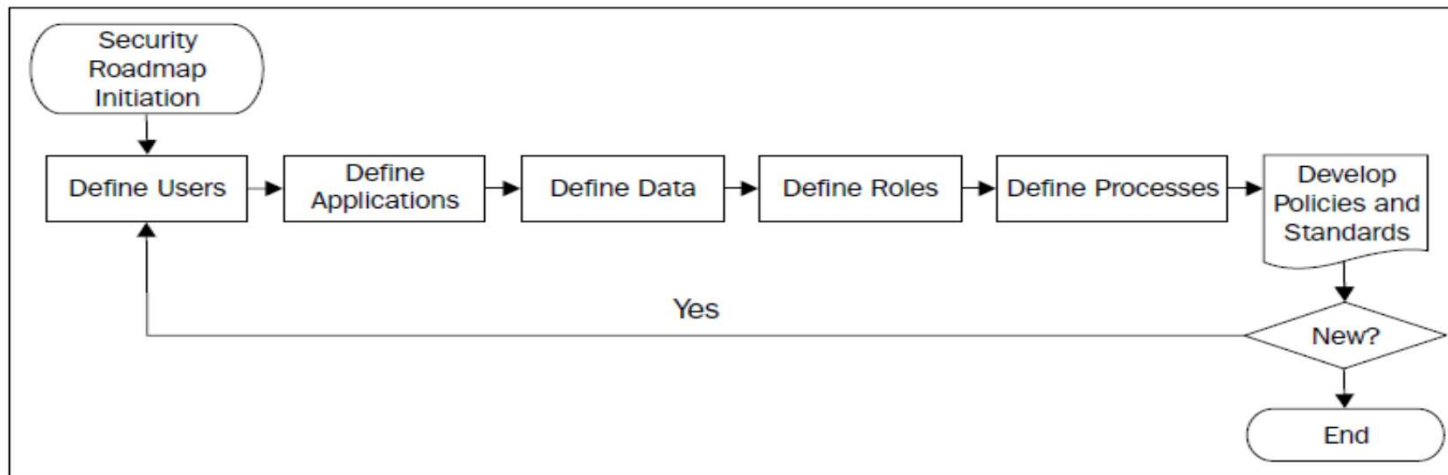 Security
Roadmap
Initiation
Define Users
Define
Applications
Define Data
Define Roles
Define Processes
Develop
Policies and
Standards
Yes
New?
End